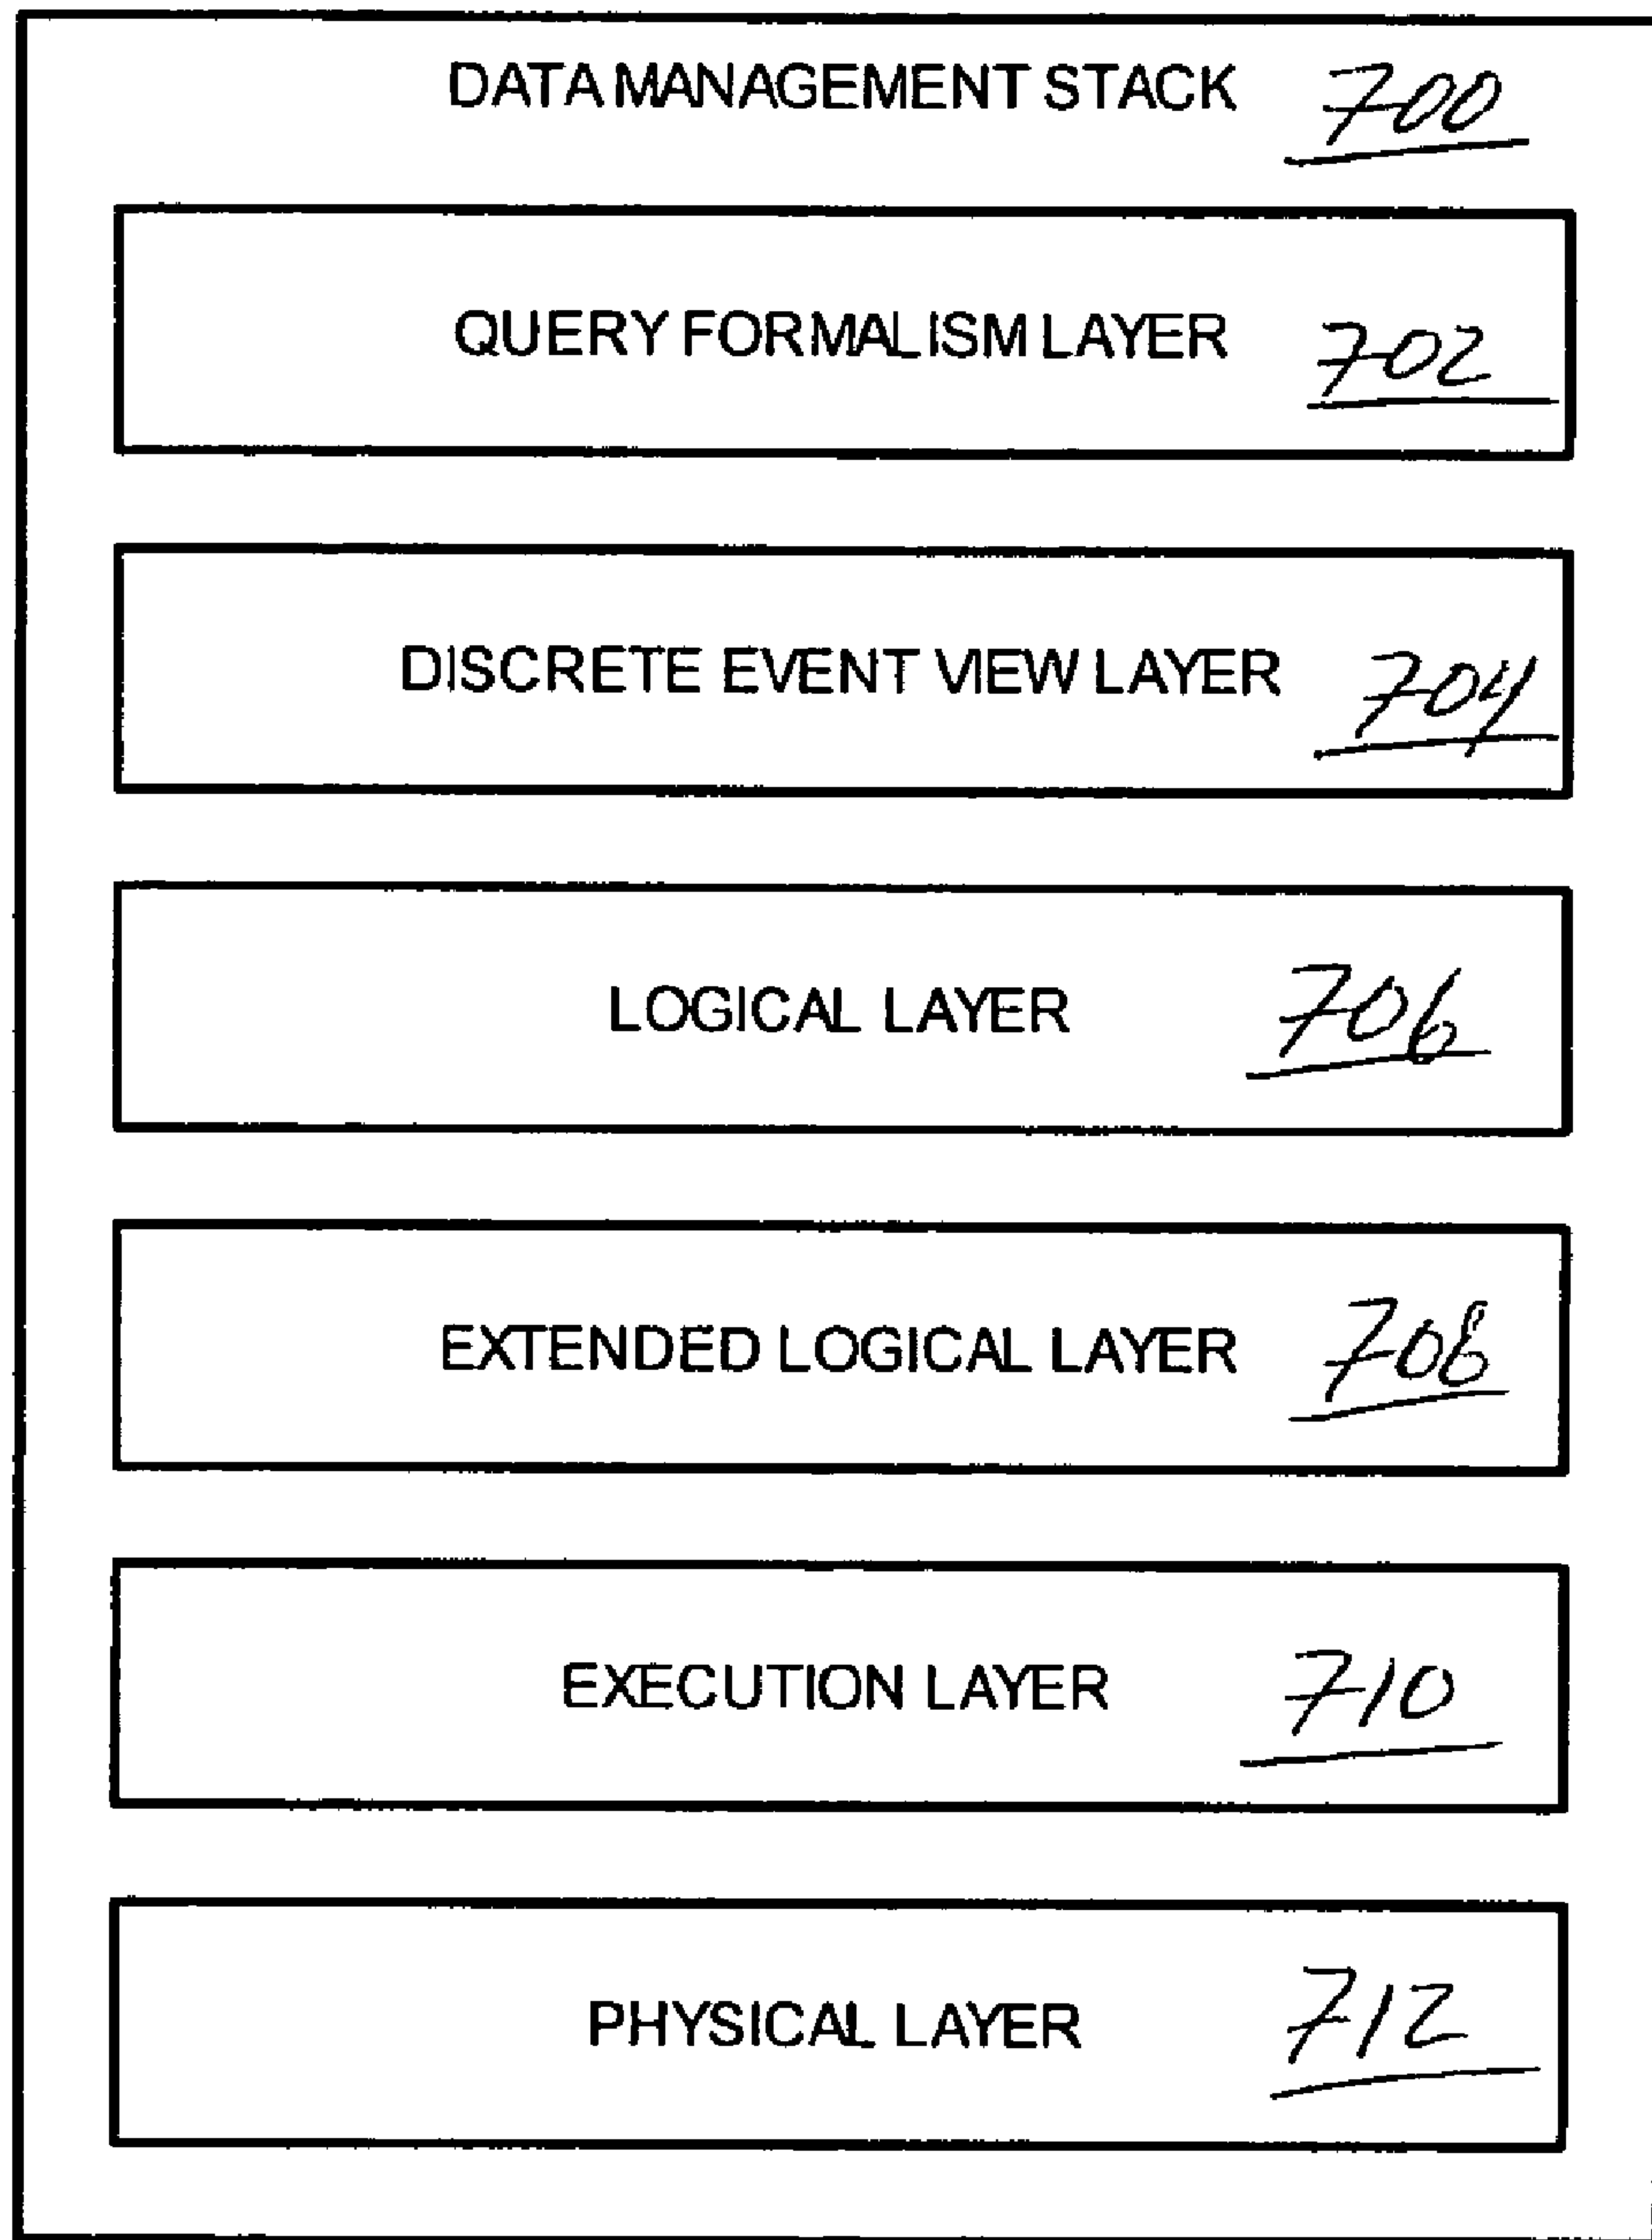 DATA MANAGEMENT STACK 700
QUERY FORMALISM LAYER 702
DISCRETE EVENT VIEW LAYER 704
LOGICAL LAYER 706
EXTENDED LOGICAL LAYER 708
EXECUTION LAYER 710
PHYSICAL LAYER 712